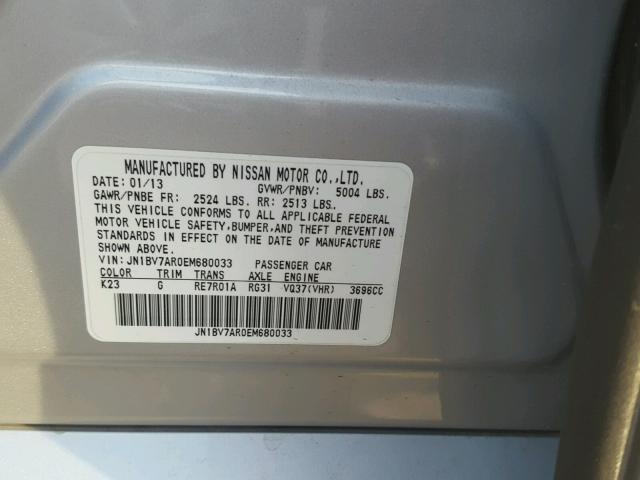 MANUFACTURED BY NISSAN MOTOR CO.,LTD.
DATE: 01/13 GVWR/PNBV: 5004 LBS.
GAWR/PNBE FR: 2524 LBS. RR: 2513 LBS.
THIS VEHICLE CONFORMS TO ALL APPLICABLE FEDERAL
MOTOR VEHICLE SAFETY,BUMPER,AND THEFT PREVENTION
STANDARDS IN EFFECT ON THE DATE OF MANUFACTURE
SHOWN ABOVE.
VIN: JN1BV7AR0EM680033 PASSENGER CAR
COLOR TRIM TRANS AXLE ENGINE
K23 G RE7R01A RG31 VQ37(VHR) 3696CC
JN1BV7AR0EM680033